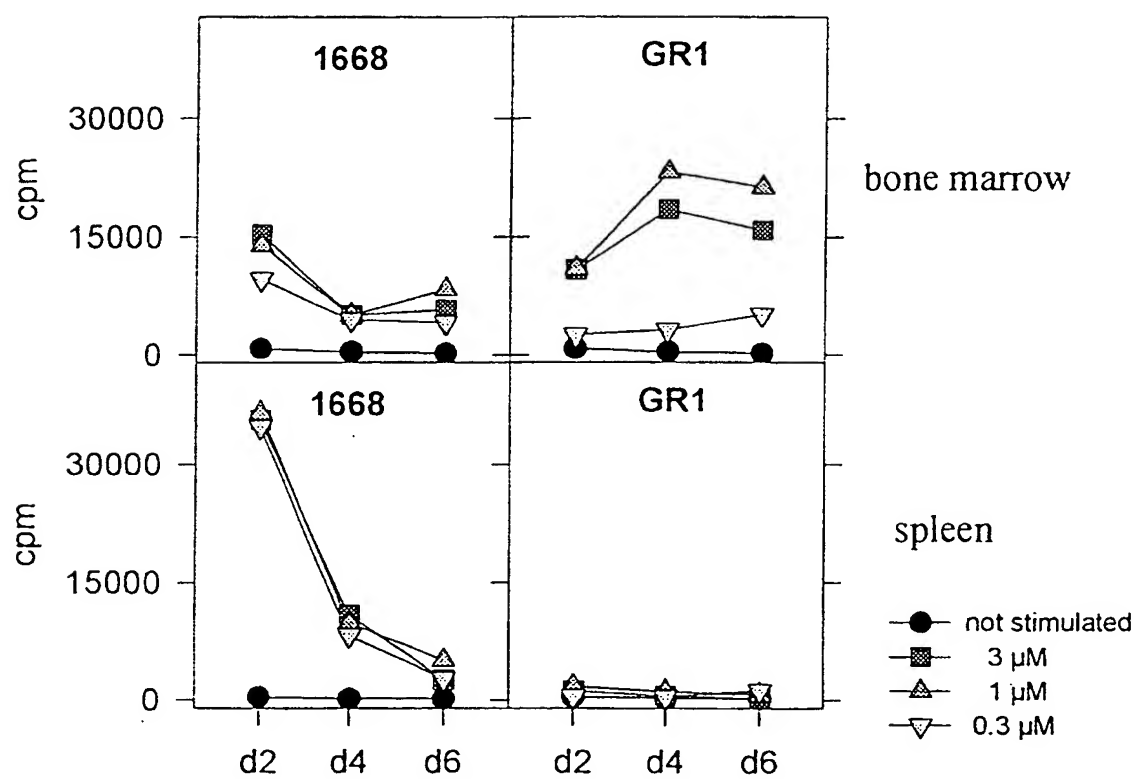 1668
GR1
30000
15000
0
cpm
bone marrow
1668
GR1
30000
15000
0
cpm
spleen
d2 d4 d6
d2 d4 d6
not stimulated
3 µM
1 µM
0.3 µM